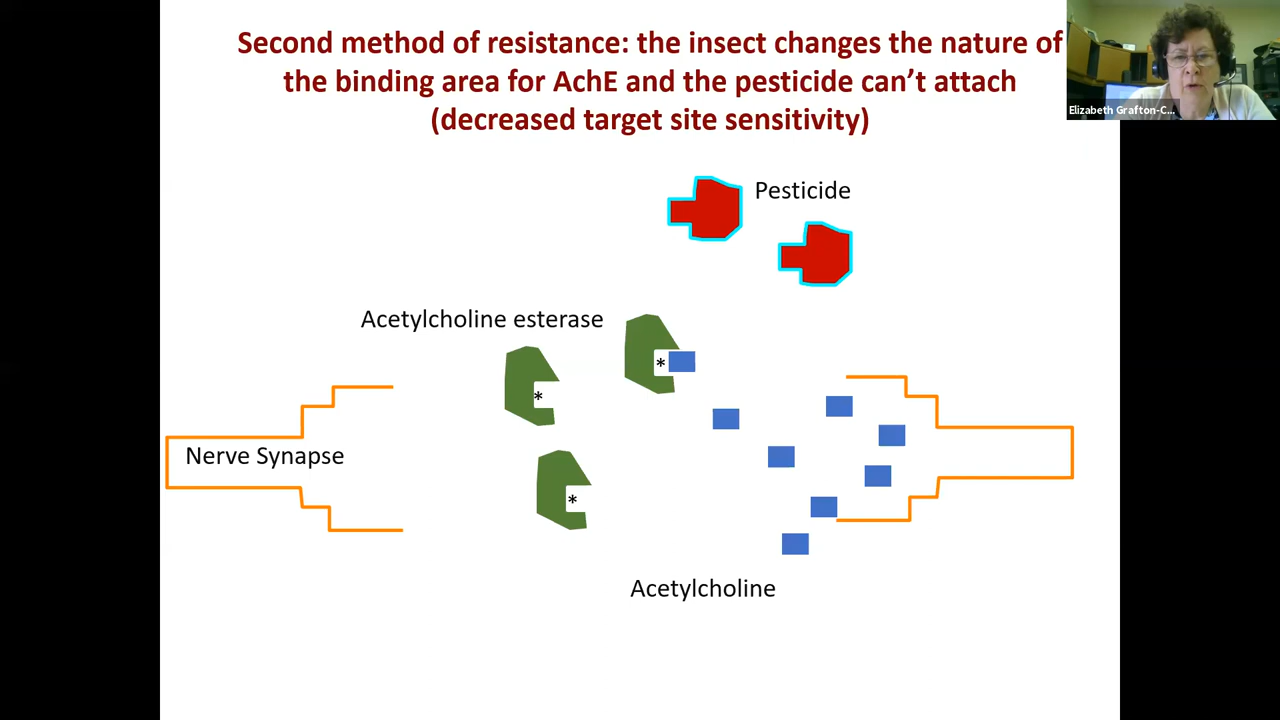 Second method of resistance: the insect changes the nature of
the binding area for AchE and the pesticide can’t attach
(decreased target site sensitivity)
Elizabeth Grafton-C...
Pesticide
Acetylcholine esterase
*
*
Nerve Synapse
*
Acetylcholine